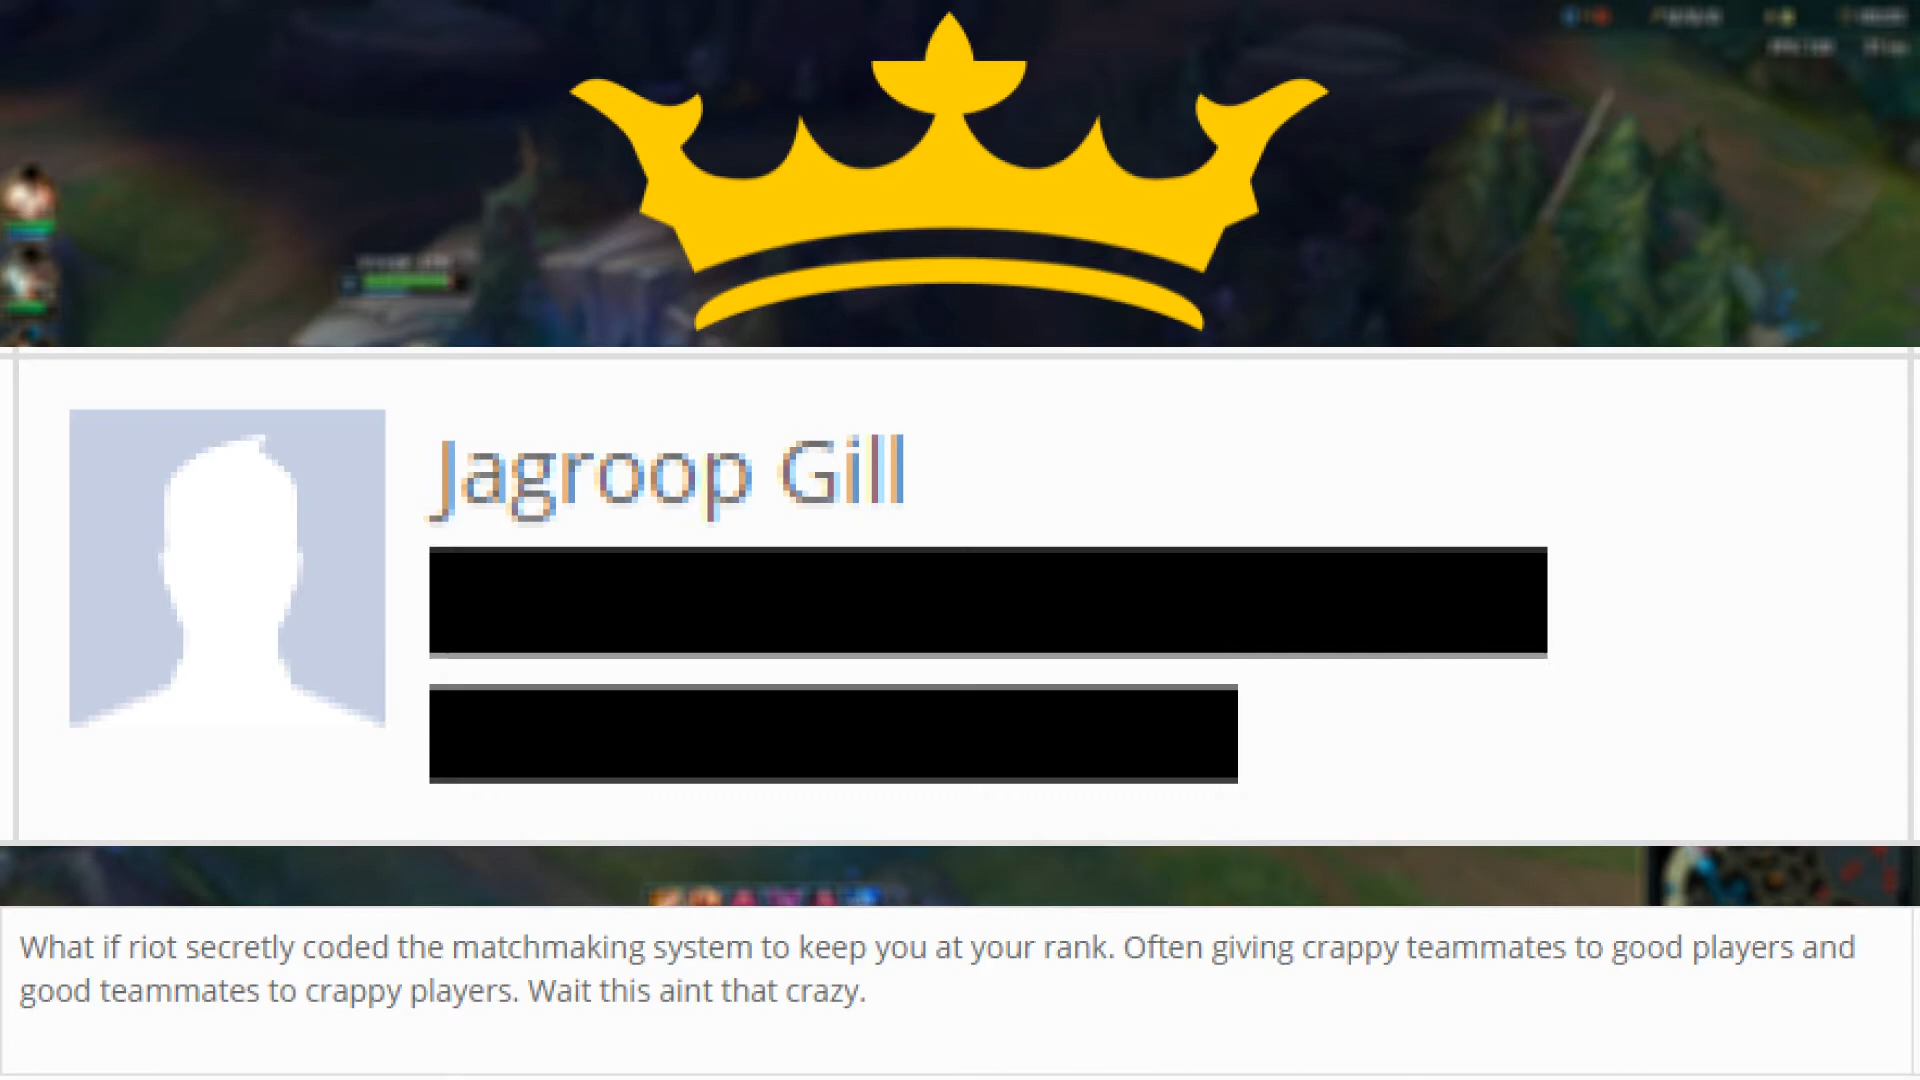 Jagroop Gill
What if riot secretly coded the matchmaking system to keep you at your rank. Often giving crappy teammates to good players and
good teammates to crappy players. Wait this aint that crazy.